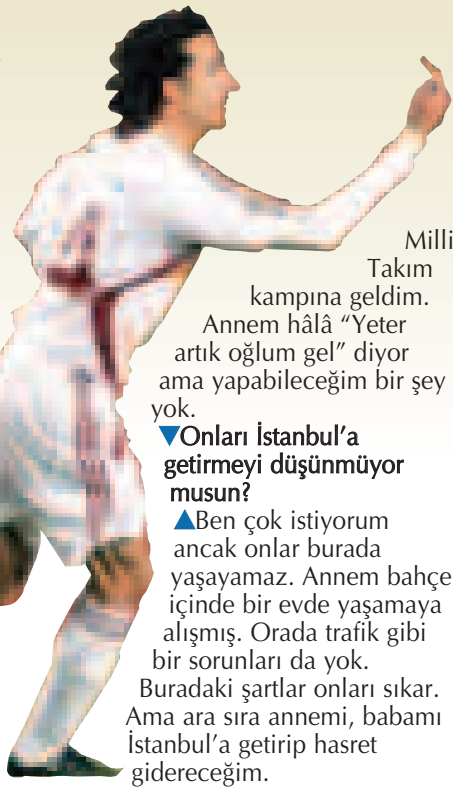 Milli
Takım
kampına geldim.
Annem hâlâ “Yeter
artık oğlum gel” diyor
ama yapabileceğim bir şey
yok.
▼Onları İstanbul’a
getirmeyi düşünmüyor
musun?
▲Ben çok istiyorum
ancak onlar burada
yaşayamaz. Annem bahçe
içinde bir evde yaşamaya
alışmış. Orada trafik gibi
bir sorunları da yok.
Buradaki şartlar onları sıkar.
Ama ara sıra annemi, babamı
İstanbul’a getirip hasret
gidereceğim.